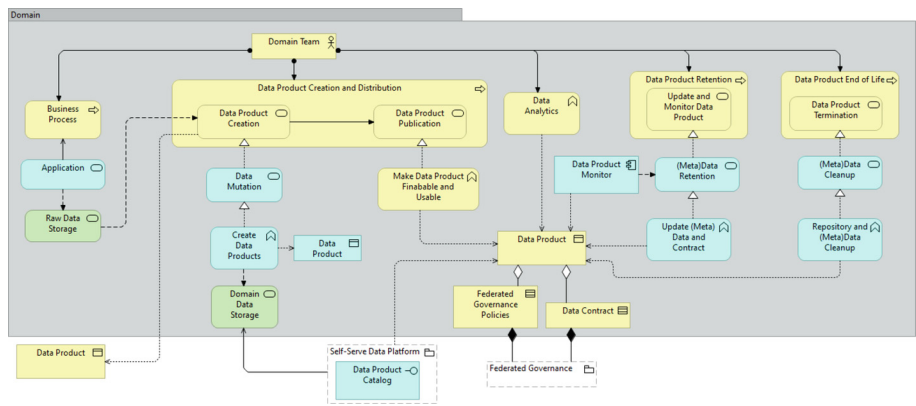 Domain
Domain Team
Data Product Creation and Distribution
Data Product Retention
Data Product End of Life
Business
Process
Data Product
Creation
Data Product
Publication
Data
Analytics
Update and
Monitor Data
Product
Data Product
Termination
Application
Data
Mutation
Make Data Product
Finabable and
Usable
Data Product
Monitor
(Meta)Data
Retention
(Meta)Data
Cleanup
Raw Data
Storage
Create
Data
Products
Data
Product
Data Product
Update (Meta)
Data and
Contract
Repository and
(Meta)Data
Cleanup
Domain
Data
Storage
Federated
Governance
Policies
Data Contract
Data Product
Self-Serve Data Platform
Data Product
Catalog
Federated Governance